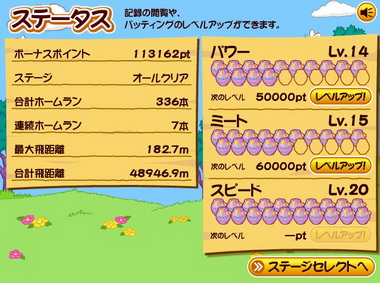 ステータス
記録の閲覧や、
バッティングのレベルアップができます。
ボーナスポイント 113162pt
ステージ オールクリア
合計ホームラン 336本
連続ホームラン 7本
最大飛距離 182.7m
合計飛距離 48946.9m
パワー Lv.14
次のレベル 50000pt レベルアップ!
ミート Lv.15
次のレベル 60000pt レベルアップ!
スピード Lv.20
次のレベル ―pt レベルアップ!
ステージセレクトへ